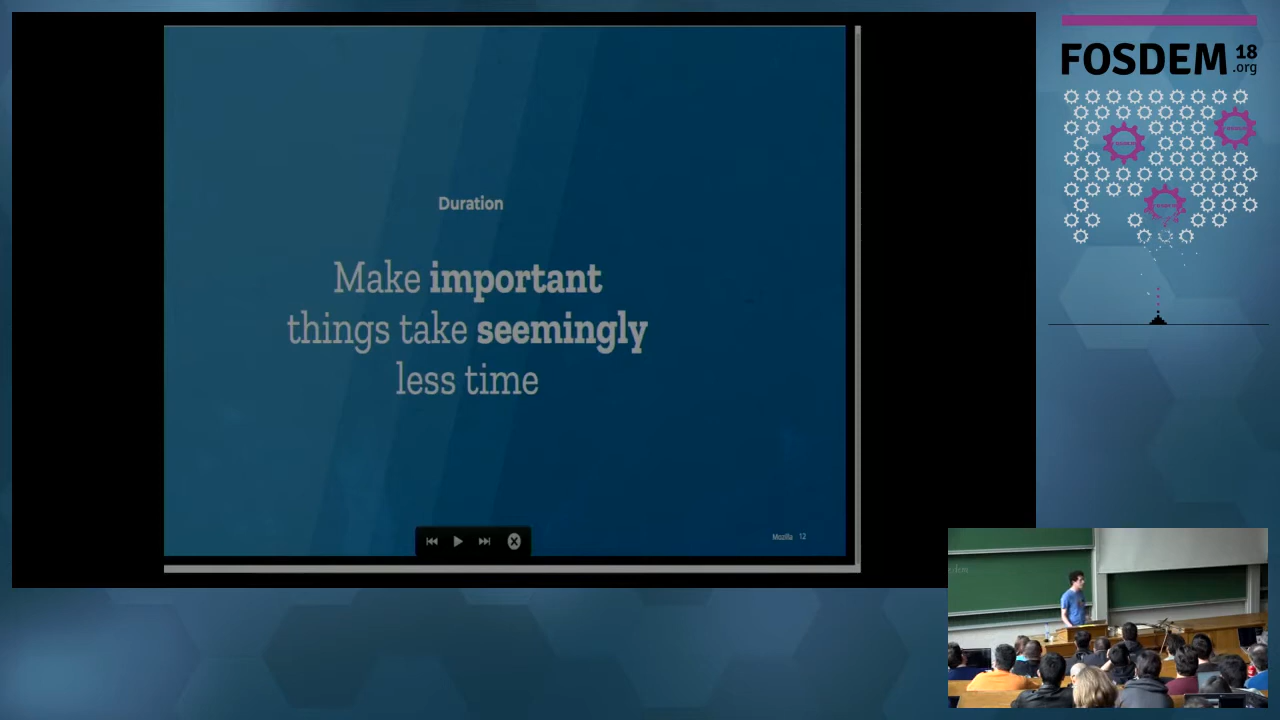 Duration
Make important
things take seemingly
less time
Mozilla 12
FOSDEM 18
.org